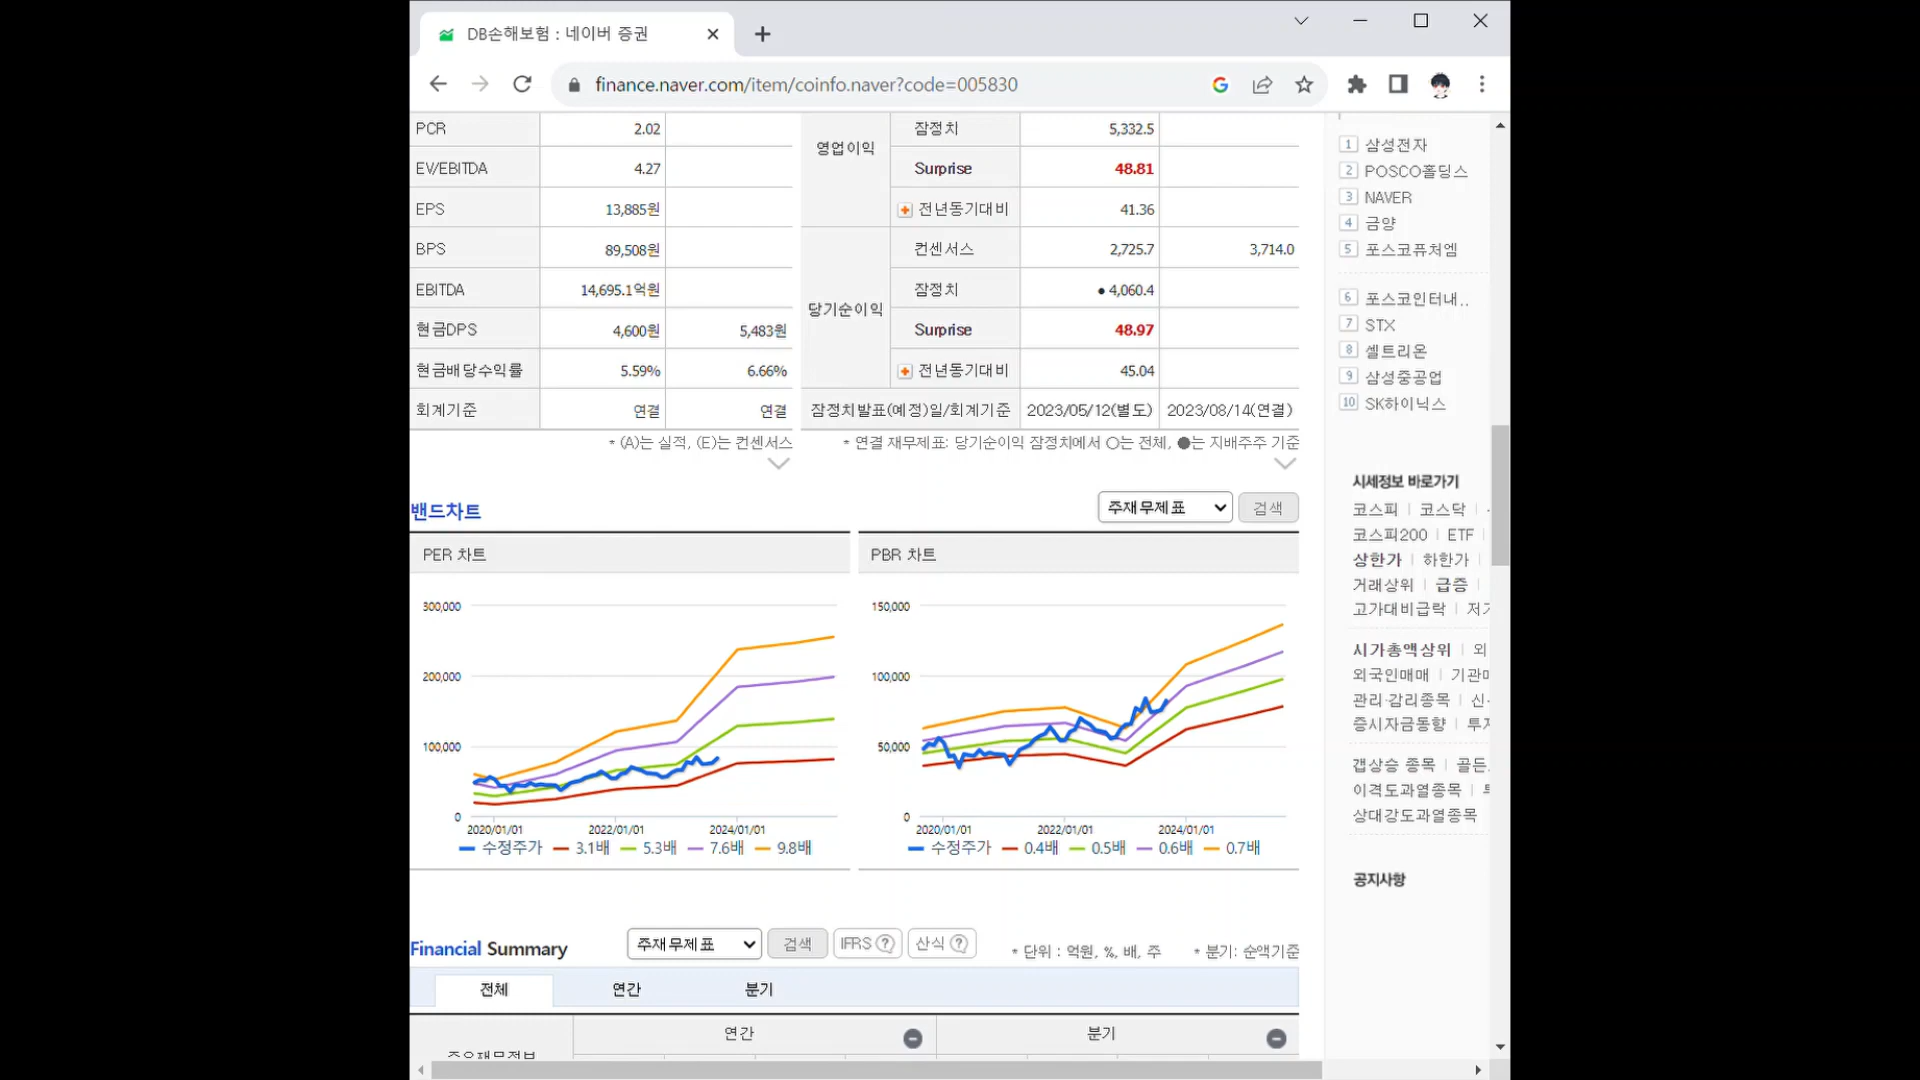 DB손해보험 : 네이버 증권
finance.naver.com/item/coinfo.naver?code=005830
PCR 2.02
EV/EBITDA 4.27
EPS 13,885원
BPS 89,508원
EBITDA 14,695.1억원
현금DPS 4,600원 5,483원
현금배당수익률 5.59% 6.66%
회계기준 연결 연결
* (A)는 실적, (E)는 컨센서스
영업이익
잠정치 5,332.5
Surprise 48.81
전년동기대비 41.36
당기순이익
컨센서스 2,725.7 3,714.0
잠정치 ● 4,060.4
Surprise 48.97
전년동기대비 45.04
잠정치발표(예정)일/회계기준 2023/05/12(별도) 2023/08/14(연결)
* 연결 재무제표: 당기순이익 잠정치에서 ○는 전체, ●는 지배주주 기준
밴드차트 주재무제표 검색
PER 차트
300,000
200,000
100,000
0
2020/01/01 2022/01/01 2024/01/01
수정주가 3.1배 5.3배 7.6배 9.8배
PBR 차트
150,000
100,000
50,000
0
2020/01/01 2022/01/01 2024/01/01
수정주가 0.4배 0.5배 0.6배 0.7배
Financial Summary 주재무제표 검색 IFRS ? 산식 ? * 단위 : 억원, %, 배, 주 * 분기: 순액기준
전체 연간 분기
연간 분기
주요재무정보
1 삼성전자
2 POSCO홀딩스
3 NAVER
4 금양
5 포스코퓨처엠
6 포스코인터내..
7 STX
8 셀트리온
9 삼성중공업
10 SK하이닉스
시세정보 바로가기
코스피 코스닥
코스피200 ETF
상한가 하한가
거래상위 급증
고가대비급락
시가총액상위 외
외국인매매
관리·감리종목
증시자금동향
갭상승 종목
이격도과열종목
상대강도과열종목
공지사항